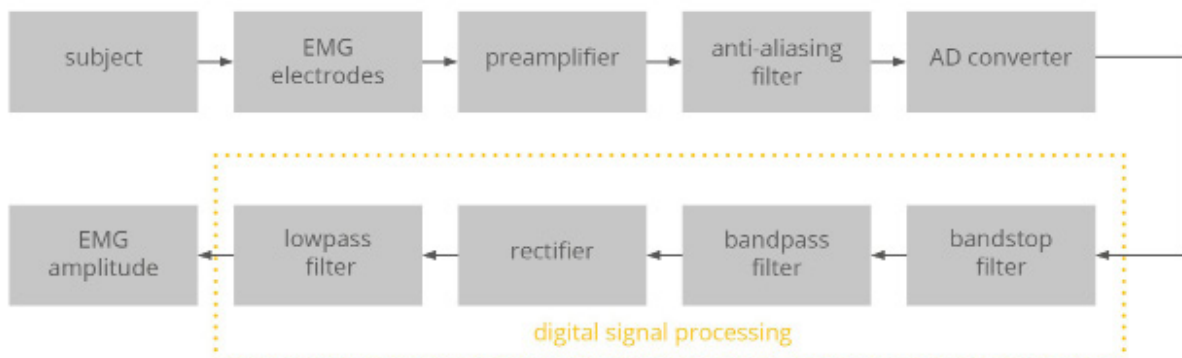 subject
EMG
electrodes
preamplifier
anti-aliasing
filter
AD converter
EMG
amplitude
lowpass
filter
rectifier
bandpass
filter
bandstop
filter
digital signal processing